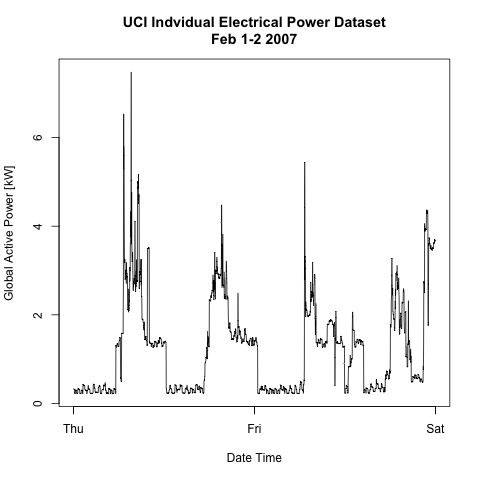 UCI Indvidual Electrical Power Dataset
Feb 1-2 2007
Global Active Power [kW]
6
4
2
0
Thu Fri Sat
Date Time